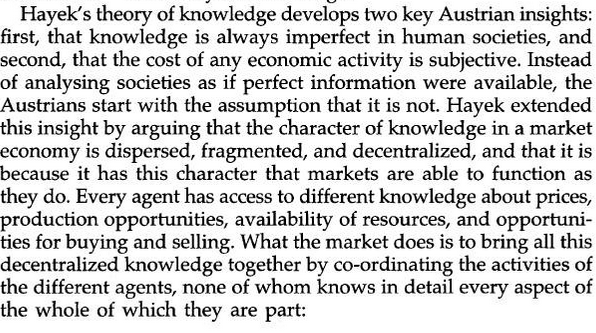 Hayek's theory of knowledge develops two key Austrian insights:
first, that knowledge is always imperfect in human societies, and
second, that the cost of any economic activity is subjective. Instead
of analysing societies as if perfect information were available, the
Austrians start with the assumption that it is not. Hayek extended
this insight by arguing that the character of knowledge in a market
economy is dispersed, fragmented, and decentralized, and that it is
because it has this character that markets are able to function as
they do. Every agent has access to different knowledge about prices,
production opportunities, availability of resources, and opportuni-
ties for buying and selling. What the market does is to bring all this
decentralized knowledge together by co-ordinating the activities of
the different agents, none of whom knows in detail every aspect of
the whole of which they are part: